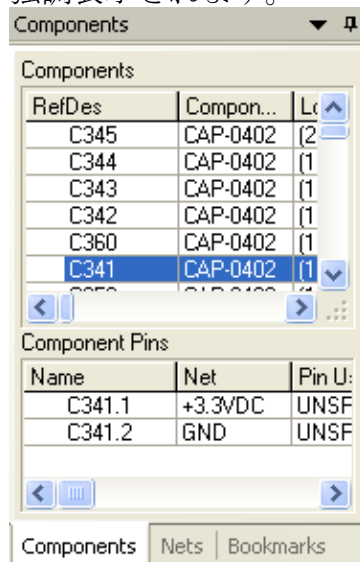 強調表示されます。
Components
Components
RefDes Compon... Lo
C345 CAP-0402 (2
C344 CAP-0402 (1
C343 CAP-0402 (1
C342 CAP-0402 (1
C360 CAP-0402 (1
C341 CAP-0402 (1
Component Pins
Name Net Pin U:
C341.1 +3.3VDC UNSF
C341.2 GND UNSF
Components Nets Bookmarks